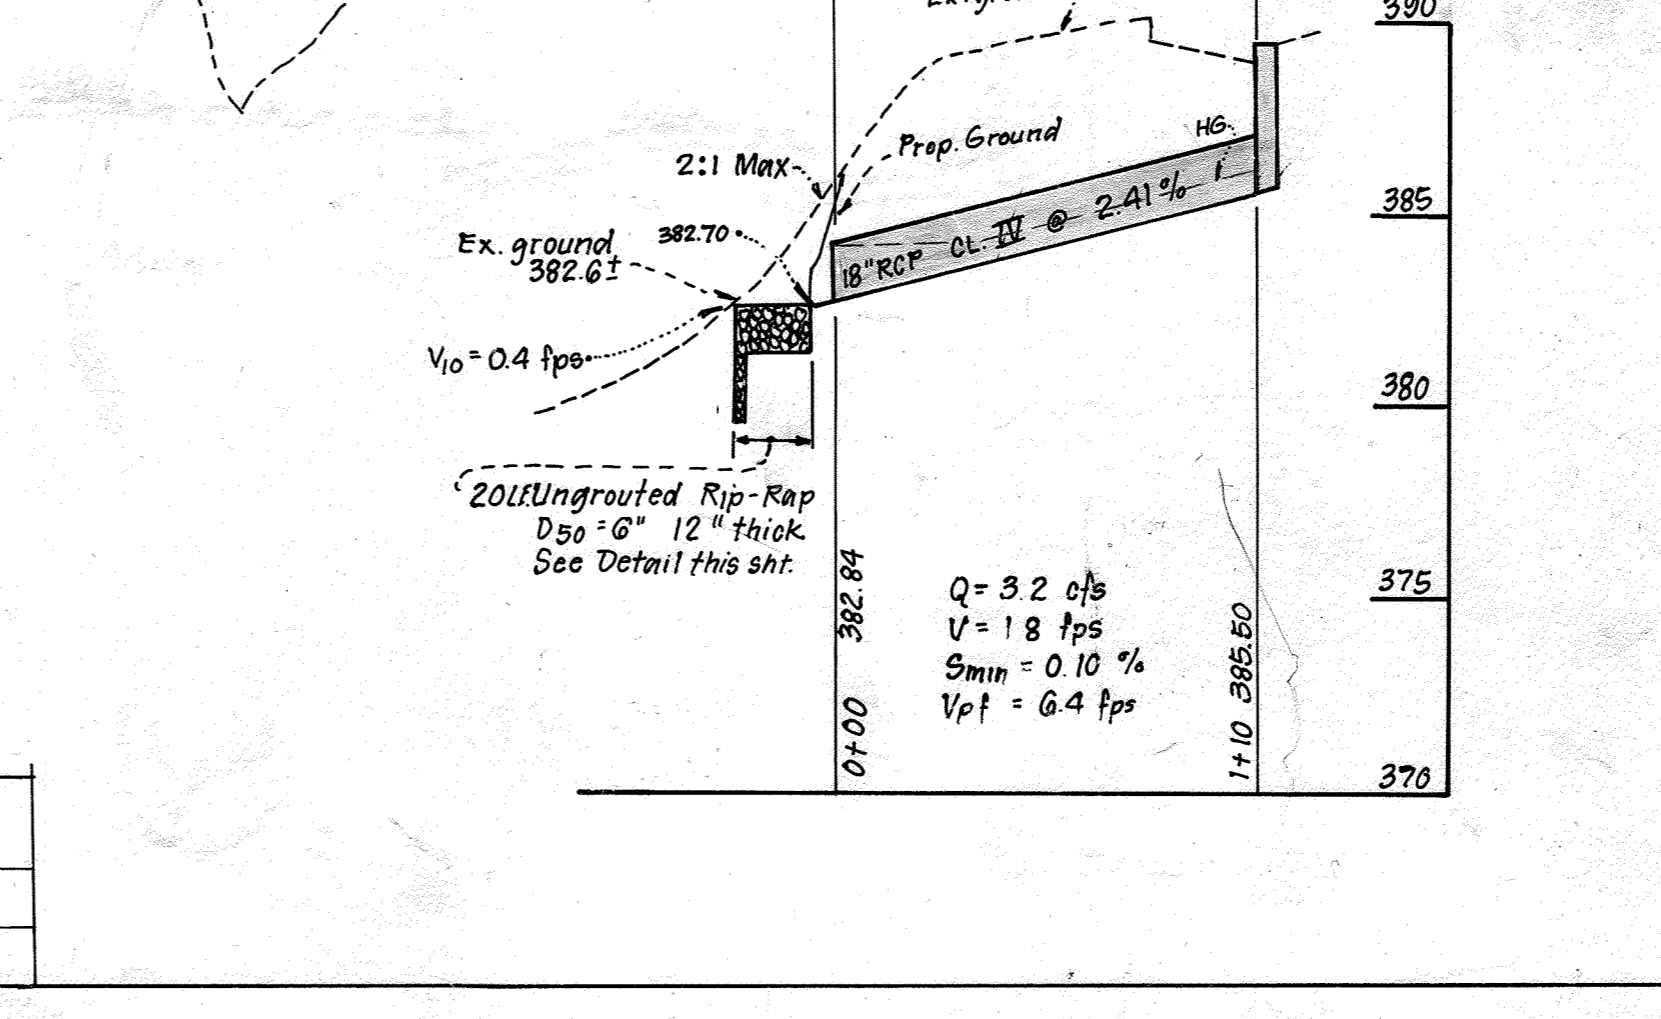 390
HG
Prop. Ground
2:1 Max
18" RCP CL. IV @ 2.41%
385
382.70
Ex. ground
382.6±
V10 = 0.4 fps
380
20LF. Ungrouted Rip-Rap
D50 = 6" 12" thick
See Detail this sht.
375
Q = 3.2 cfs
V = 1.8 fps
Smin = 0.10 %
Vpf = 6.4 fps
0+00 382.84
1+10 385.50
370